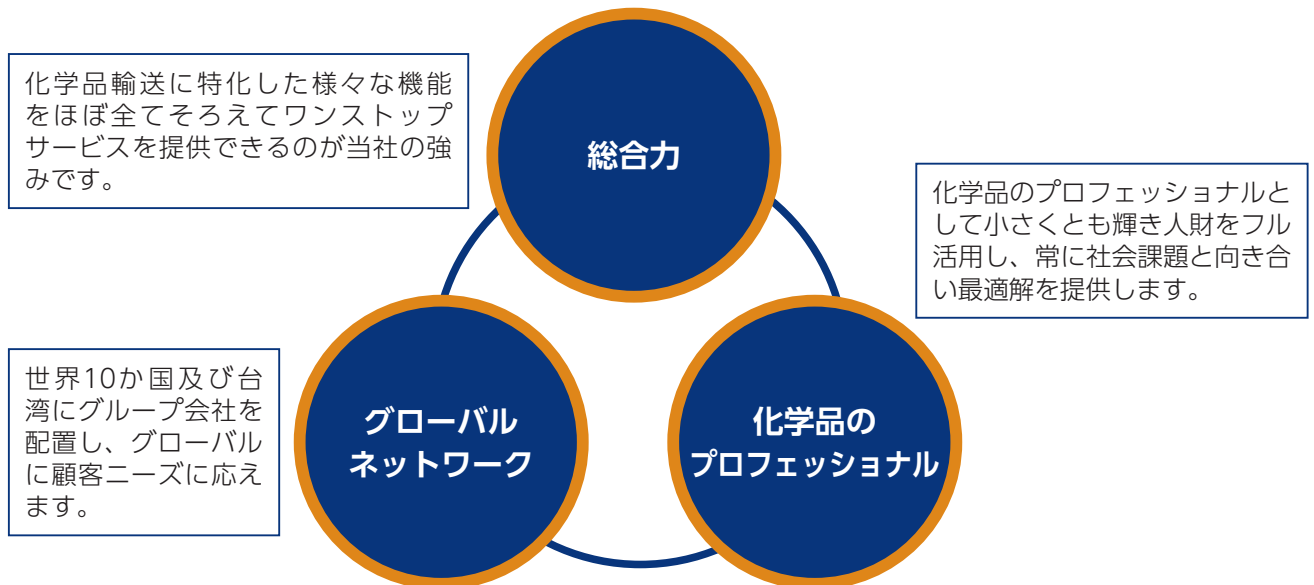 化学品輸送に特化した様々な機能
をほぼ全てそろえてワンストップ
サービスを提供できるのが当社の強
みです。
総合力
化学品のプロフェッショナルと
して小さくとも輝き人財をフル
活用し、常に社会課題と向き合
い最適解を提供します。
世界10か国及び台
湾にグループ会社を
配置し、グローバル
に顧客ニーズに応え
ます。
グローバル
ネットワーク
化学品の
プロフェッショナル